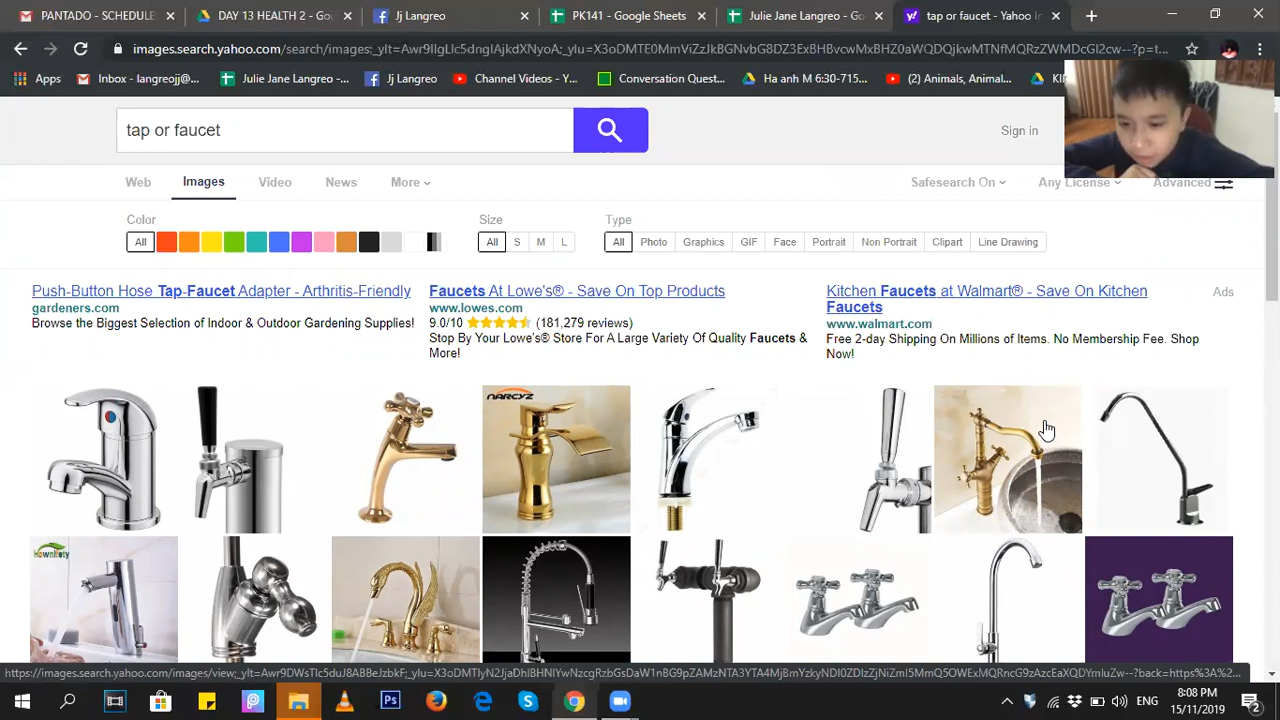 PANTADO - SCHEDULE
DAY 13 HEALTH 2 - Go
Jj Langreo
PK141 - Google Sheets
Julie Jane Langreo - Goo
tap or faucet - Yahoo In
images.search.yahoo.com
Apps
Inbox - langreojj@g...
Julie Jane Langreo -...
Jj Langreo
Channel Videos - Y...
Conversation Quest...
Ha anh M 6:30-715...
(2) Animals, Animal...
tap or faucet
Sign in
Web
Images
Video
News
More
Safesearch On
Any License
Advanced
Color
Size
Type
All
All
S
M
L
All
Photo
Graphics
GIF
Face
Portrait
Non Portrait
Clipart
Line Drawing
Push-Button Hose Tap-Faucet Adapter - Arthritis-Friendly
gardeners.com
Browse the Biggest Selection of Indoor & Outdoor Gardening Supplies!
Faucets At Lowe's® - Save On Top Products
www.lowes.com
9.0/10 (181,279 reviews)
Stop By Your Lowe's® Store For A Large Variety Of Quality Faucets &
More!
Kitchen Faucets at Walmart® - Save On Kitchen
Faucets
www.walmart.com
Free 2-day Shipping On Millions of Items. No Membership Fee. Shop
Now!
Ads
NARCYZ
ENG
8:08 PM
15/11/2019
2